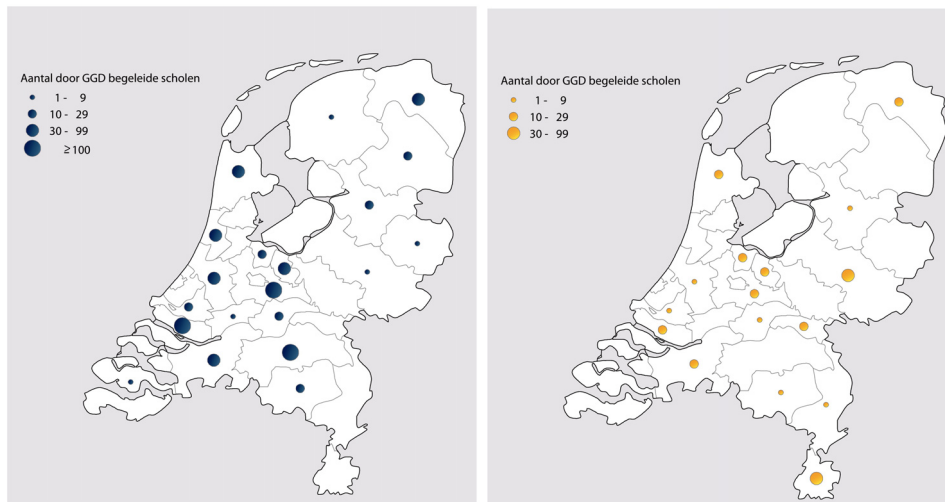 Aantal door GGD begeleide scholen
1 - 9
10 - 29
30 - 99
≥100
Aantal door GGD begeleide scholen
1 - 9
10 - 29
30 - 99